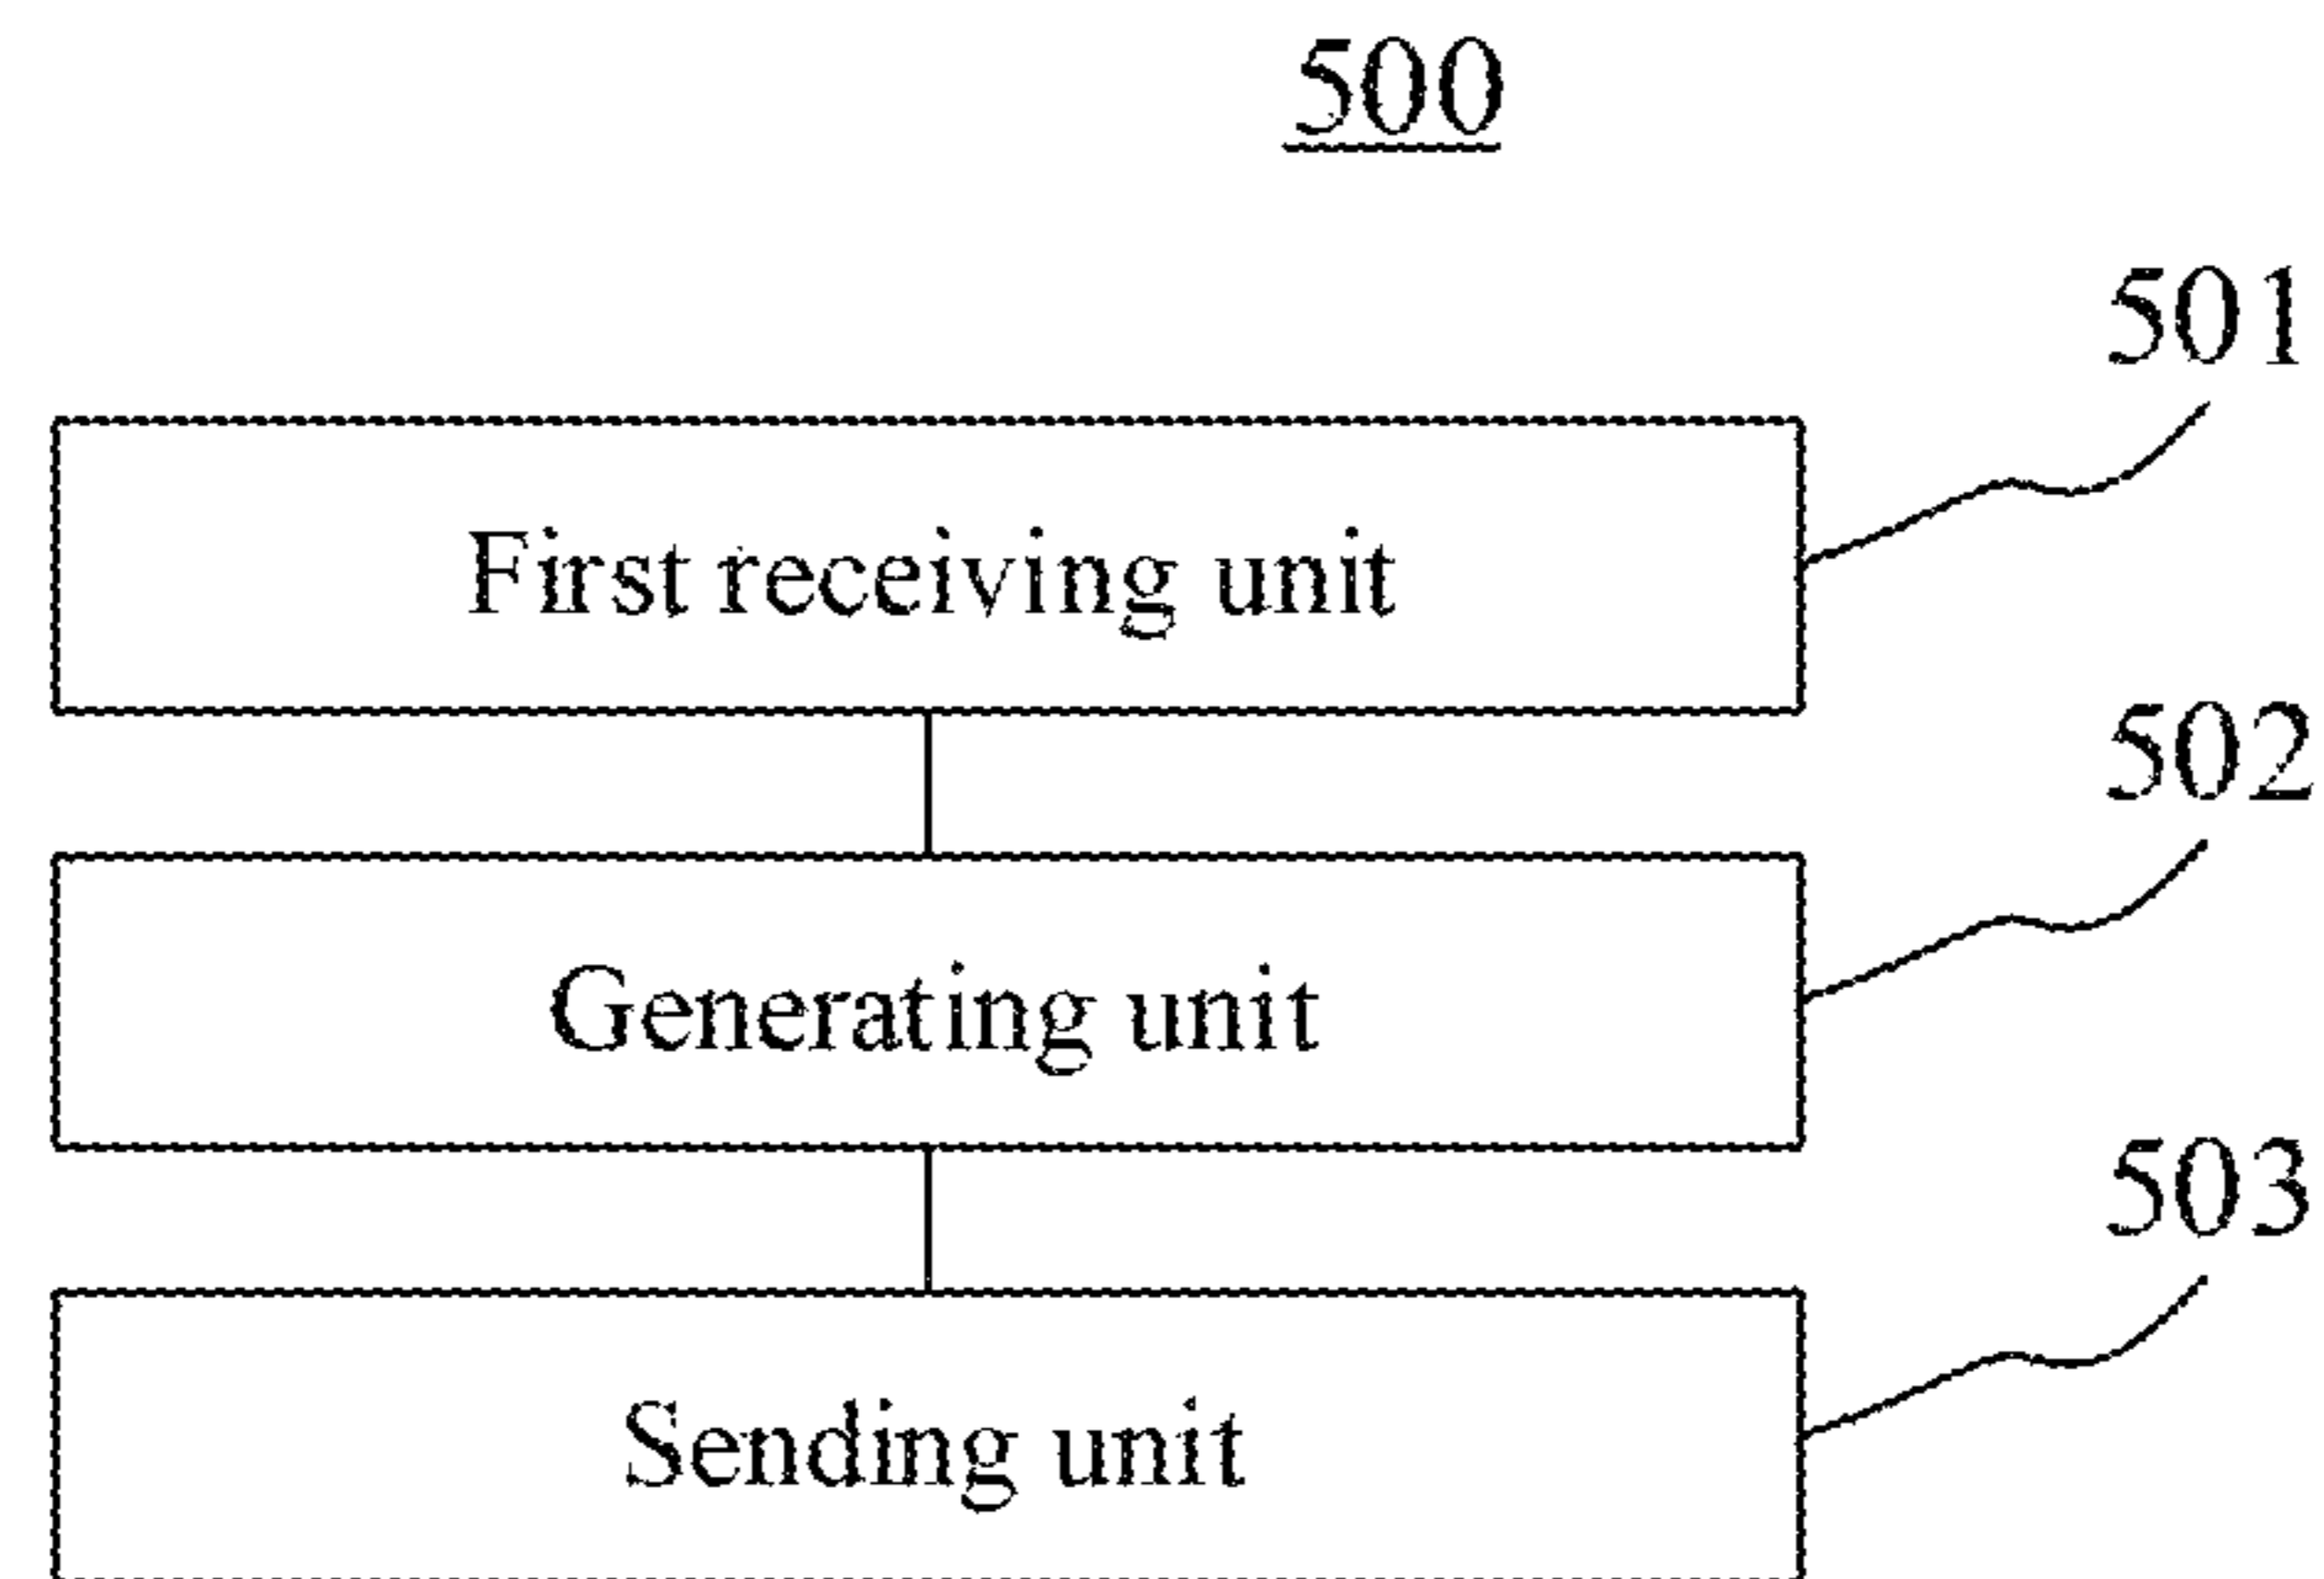 500
501
First receiving unit
502
Generating unit
503
Sending unit